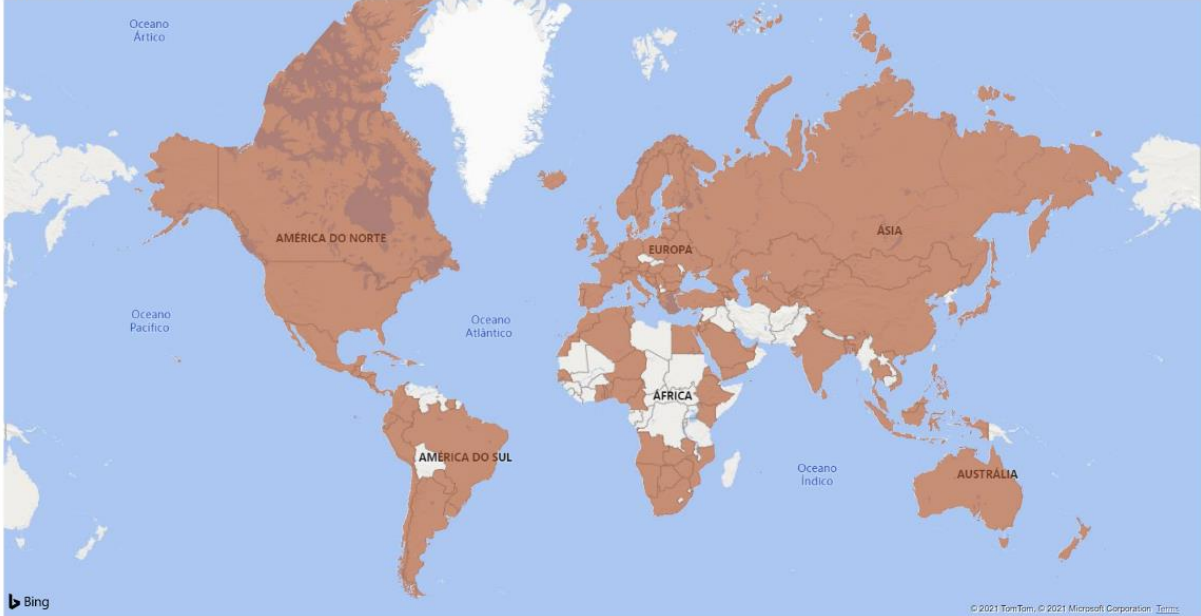 Oceano
Ártico
AMÉRICA DO NORTE
EUROPA
ÁSIA
Oceano
Pacífico
Oceano
Atlântico
ÁFRICA
AMÉRICA DO SUL
Oceano
Índico
AUSTRÁLIA
Bing
© 2021 TomTom, © 2021 Microsoft Corporation Terms